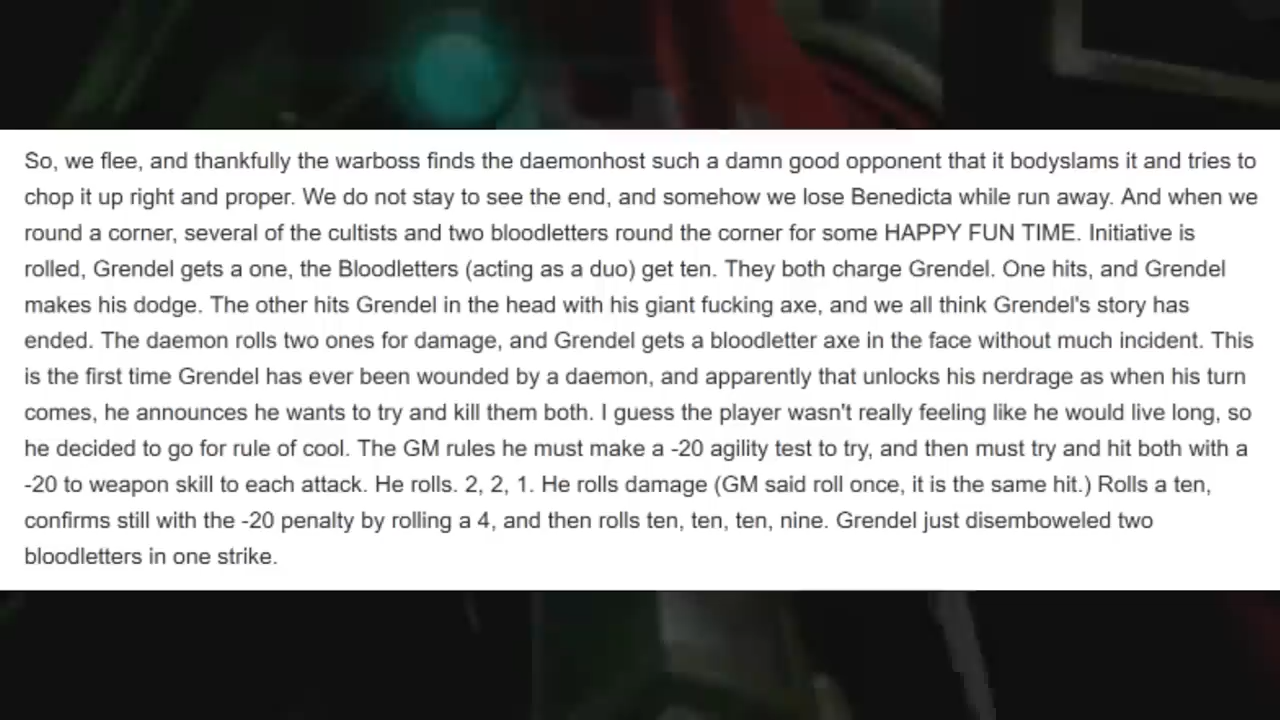 So, we flee, and thankfully the warboss finds the daemonhost such a damn good opponent that it bodyslams it and tries to
chop it up right and proper. We do not stay to see the end, and somehow we lose Benedicta while run away. And when we
round a corner, several of the cultists and two bloodletters round the corner for some HAPPY FUN TIME. Initiative is
rolled, Grendel gets a one, the Bloodletters (acting as a duo) get ten. They both charge Grendel. One hits, and Grendel
makes his dodge. The other hits Grendel in the head with his giant fucking axe, and we all think Grendel's story has
ended. The daemon rolls two ones for damage, and Grendel gets a bloodletter axe in the face without much incident. This
is the first time Grendel has ever been wounded by a daemon, and apparently that unlocks his nerdrage as when his turn
comes, he announces he wants to try and kill them both. I guess the player wasn't really feeling like he would live long, so
he decided to go for rule of cool. The GM rules he must make a -20 agility test to try, and then must try and hit both with a
-20 to weapon skill to each attack. He rolls. 2, 2, 1. He rolls damage (GM said roll once, it is the same hit.) Rolls a ten,
confirms still with the -20 penalty by rolling a 4, and then rolls ten, ten, ten, nine. Grendel just disemboweled two
bloodletters in one strike.